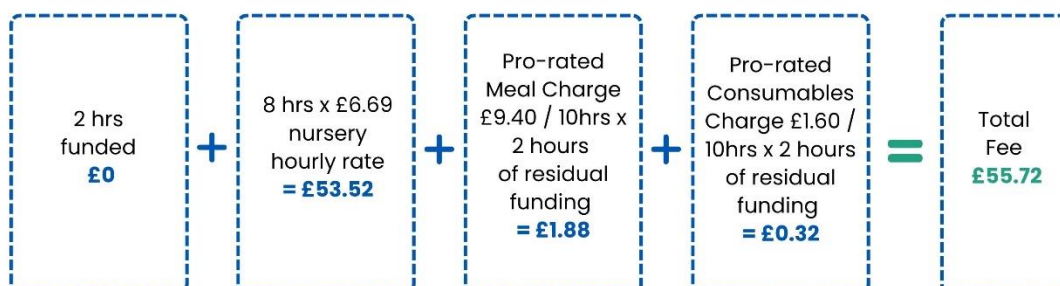 2 hrs
funded
£0
+
8 hrs x £6.69
nursery
hourly rate
= £53.52
+
Pro-rated
Meal Charge
£9.40 / 10hrs x
2 hours
of residual
funding
= £1.88
+
Pro-rated
Consumables
Charge £1.60 /
10hrs x 2 hours
of residual
funding
= £0.32
=
Total
Fee
£55.72